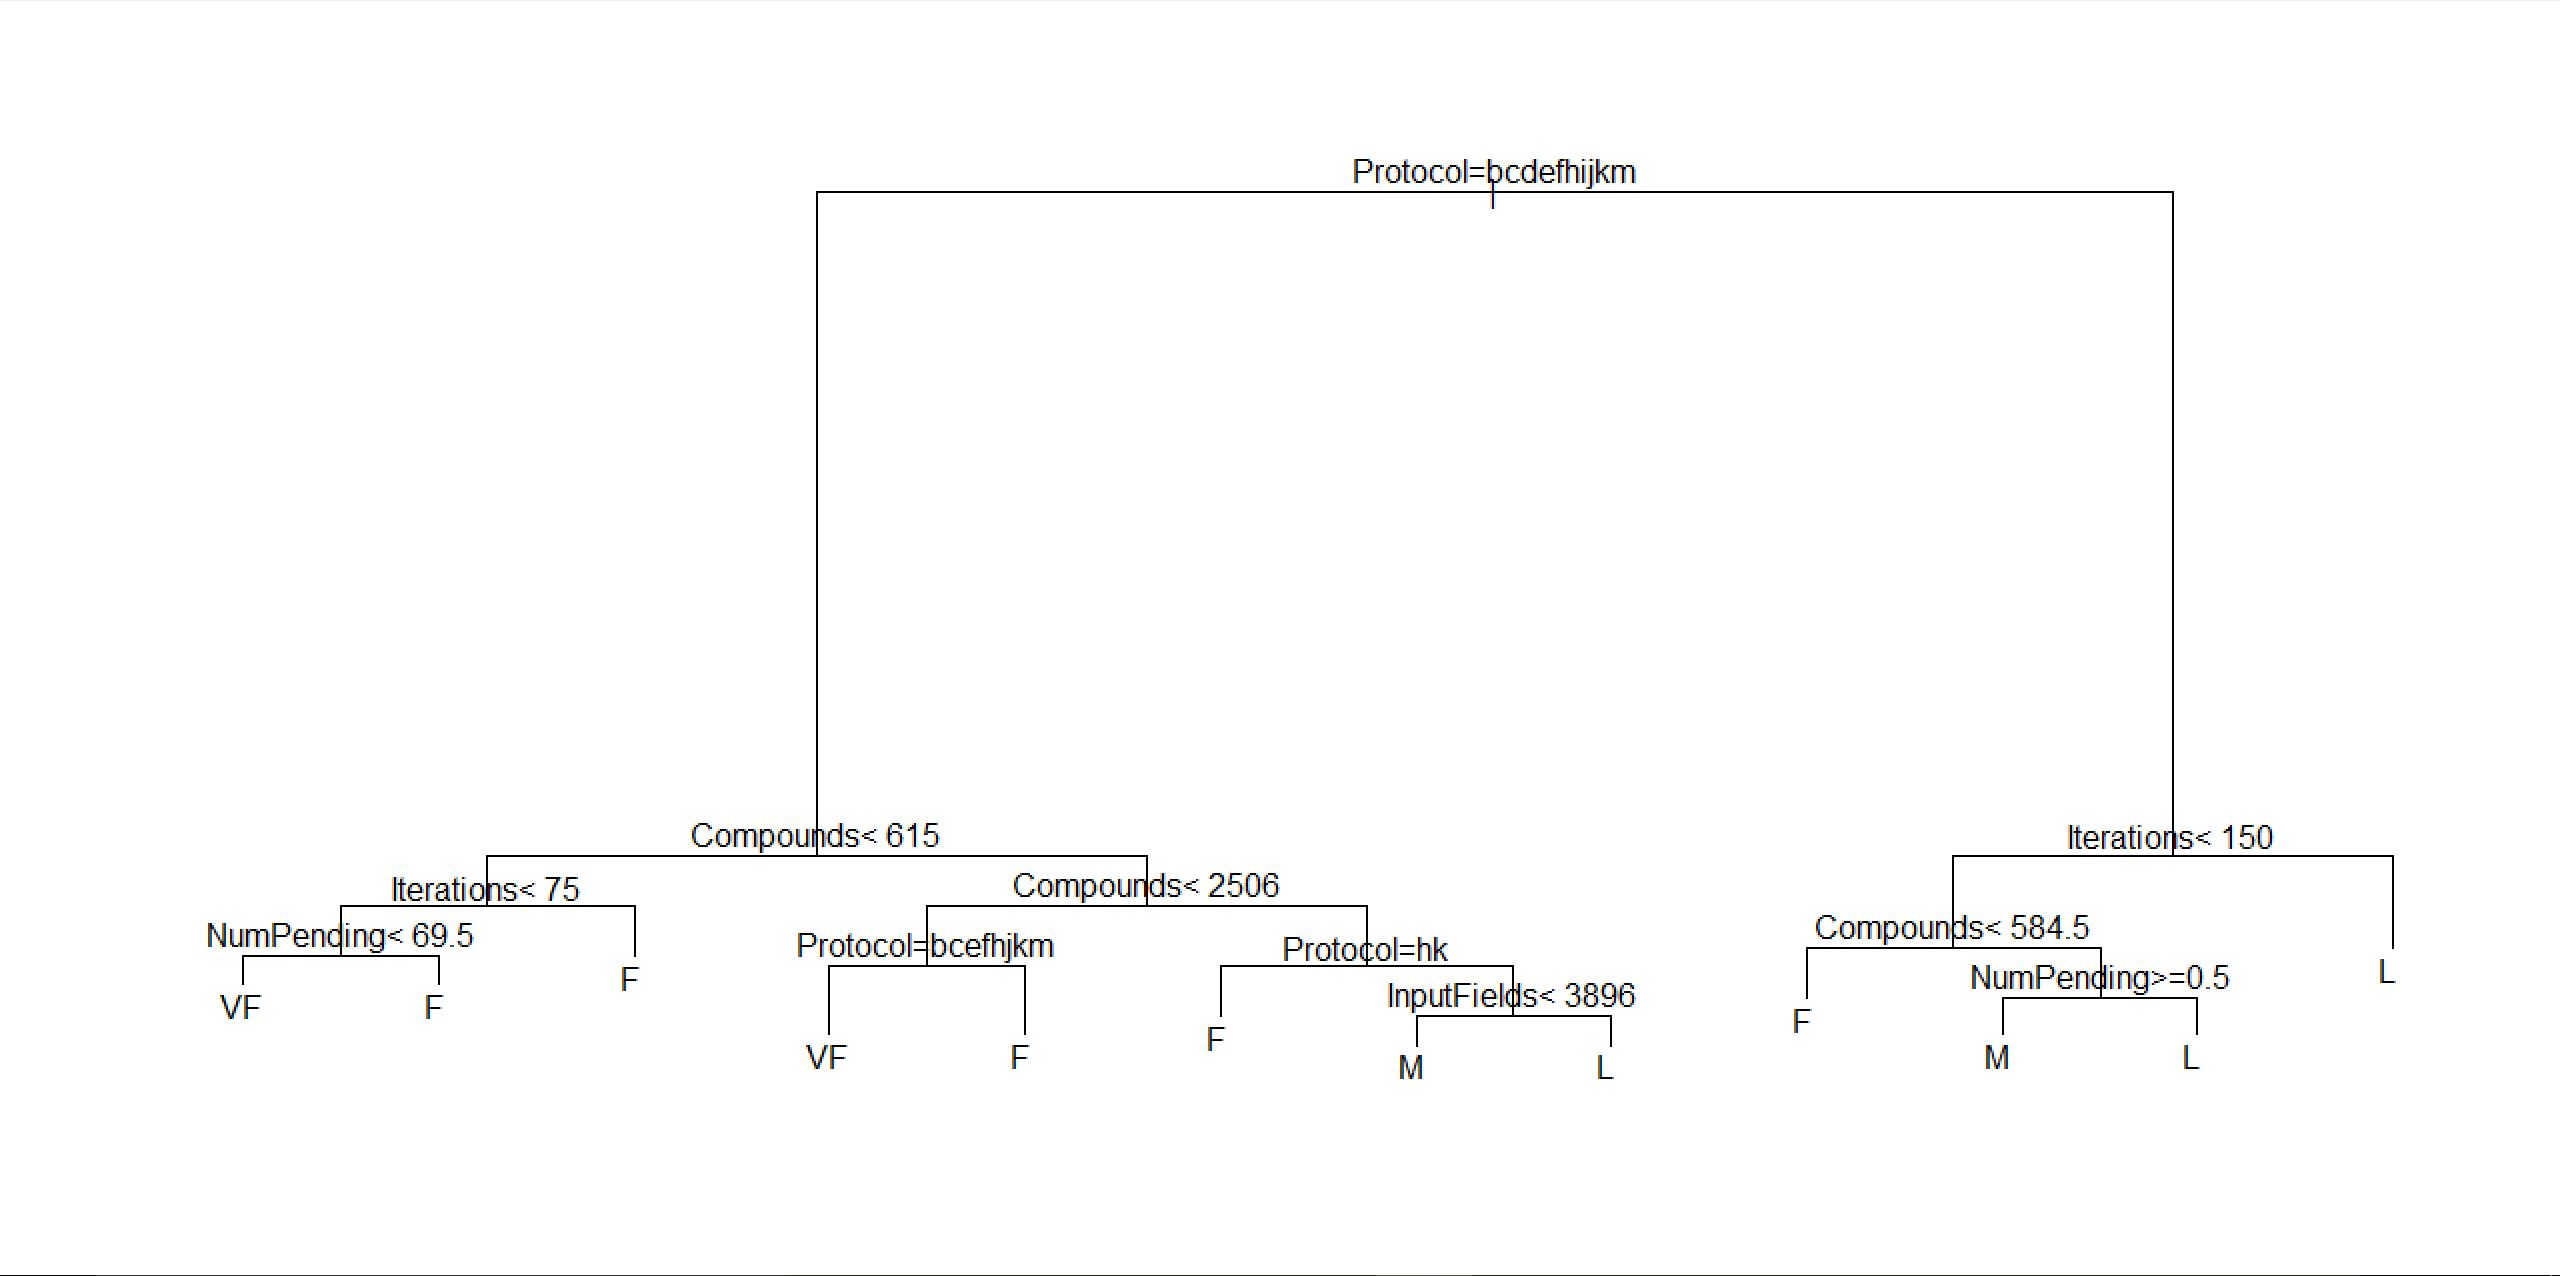 Protocol=bcdefhijkm
Compounds< 615
Iterations< 150
Iterations< 75
Compounds< 2506
Compounds< 584.5
NumPending< 69.5
Protocol=bcefhjkm
Protocol=hk
NumPending>=0.5
InputFields< 3896
F
L
VF
F
F
F
VF
F
M
L
M
L